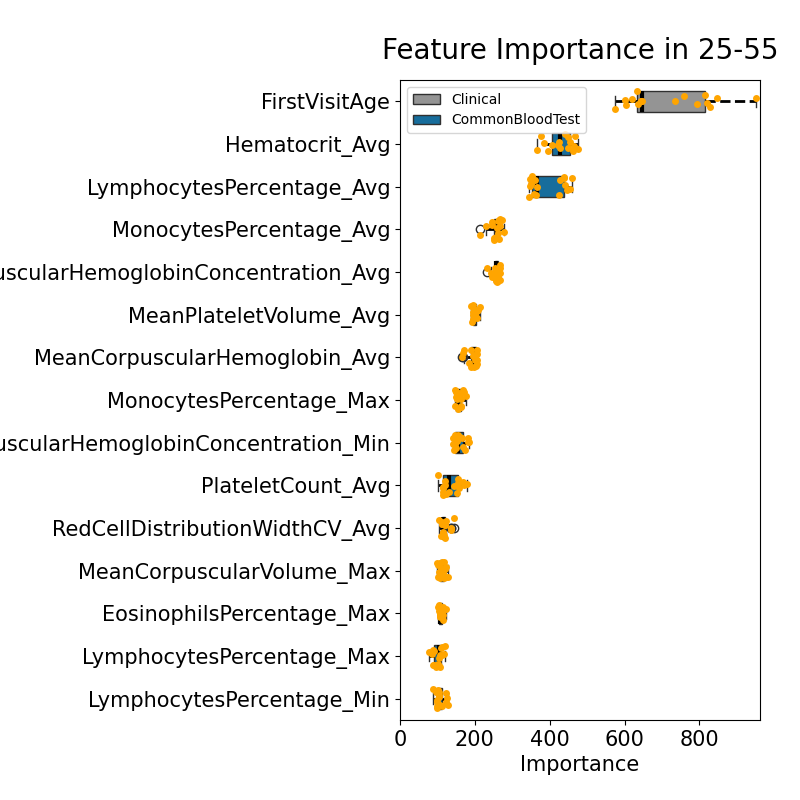 Feature Importance in 25-55
Clinical
CommonBloodTest
FirstVisitAge
Hematocrit_Avg
LymphocytesPercentage_Avg
MonocytesPercentage_Avg
uscularHemoglobinConcentration_Avg
MeanPlateletVolume_Avg
MeanCorpuscularHemoglobin_Avg
MonocytesPercentage_Max
uscularHemoglobinConcentration_Min
PlateletCount_Avg
RedCellDistributionWidthCV_Avg
MeanCorpuscularVolume_Max
EosinophilsPercentage_Max
LymphocytesPercentage_Max
LymphocytesPercentage_Min
0 200 400 600 800
Importance